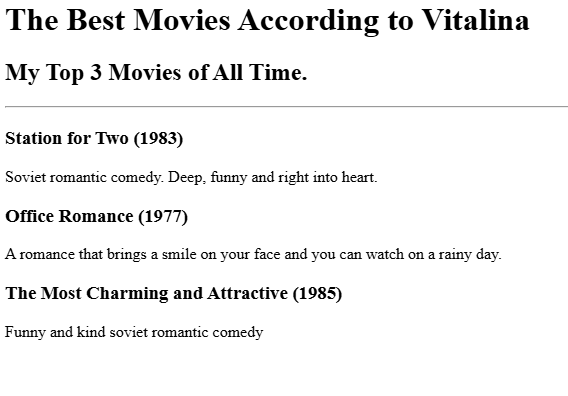 The Best Movies According to Vitalina
My Top 3 Movies of All Time.
Station for Two (1983)
Soviet romantic comedy. Deep, funny and right into heart.
Office Romance (1977)
A romance that brings a smile on your face and you can watch on a rainy day.
The Most Charming and Attractive (1985)
Funny and kind soviet romantic comedy